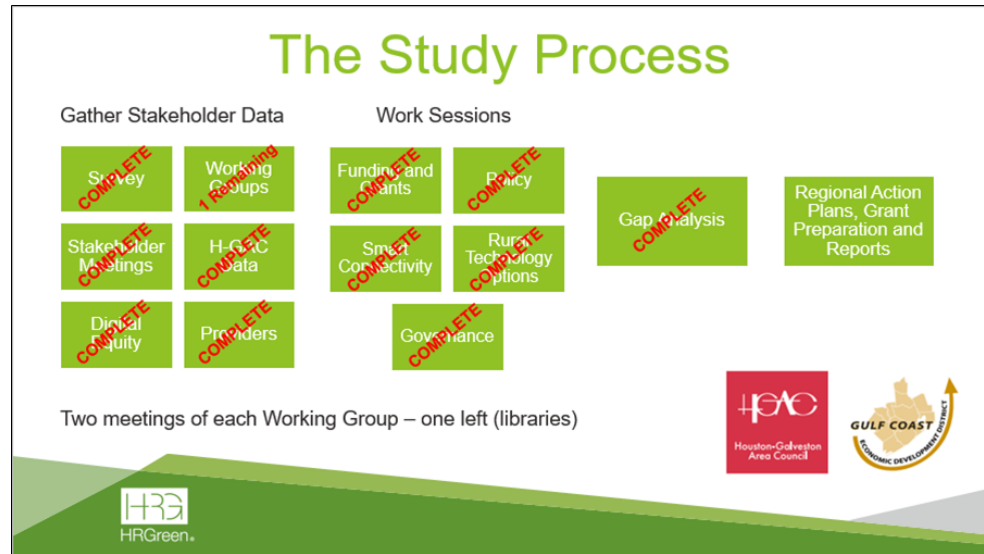 The Study Process
Gather Stakeholder Data
Work Sessions
Survey
COMPLETE
Working
Groups
1 Remaining
Stakeholder
Meetings
COMPLETE
H-GAC
Data
COMPLETE
Digital
Equity
COMPLETE
Providers
COMPLETE
Funding and
Grants
COMPLETE
Policy
COMPLETE
Smart
Connectivity
COMPLETE
Rural
Technology
Options
COMPLETE
Governance
COMPLETE
Gap Analysis
COMPLETE
Regional Action
Plans, Grant
Preparation and
Reports
Two meetings of each Working Group – one left (libraries)
HGAC
Houston-Galveston
Area Council
GULF COAST
ECONOMIC DEVELOPMENT DISTRICT
HRG
HRGreen.